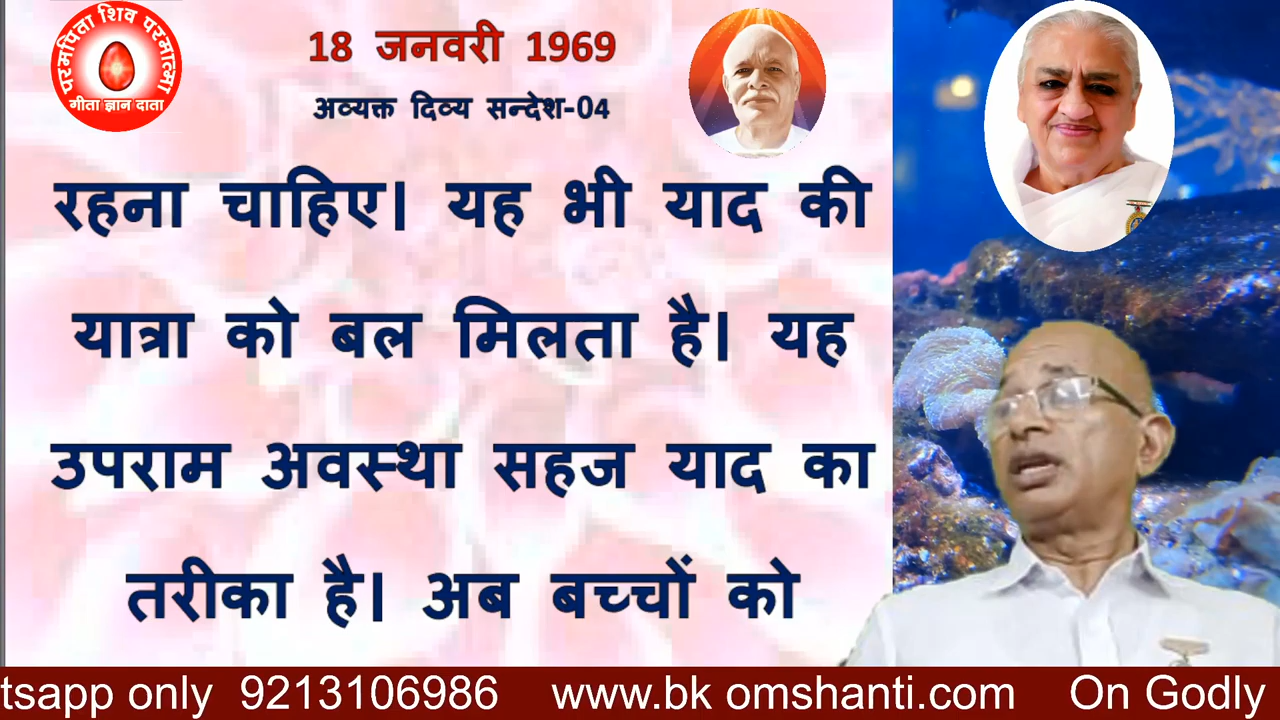 परमपिता शिव परमात्मा
गीता ज्ञान दाता
18 जनवरी 1969
अव्यक्त दिव्य सन्देश-04
रहना चाहिए। यह भी याद की
यात्रा को बल मिलता है। यह
उपराम अवस्था सहज याद का
तरीका है। अब बच्चों को
tsapp only 9213106986 www.bk omshanti.com On Godly